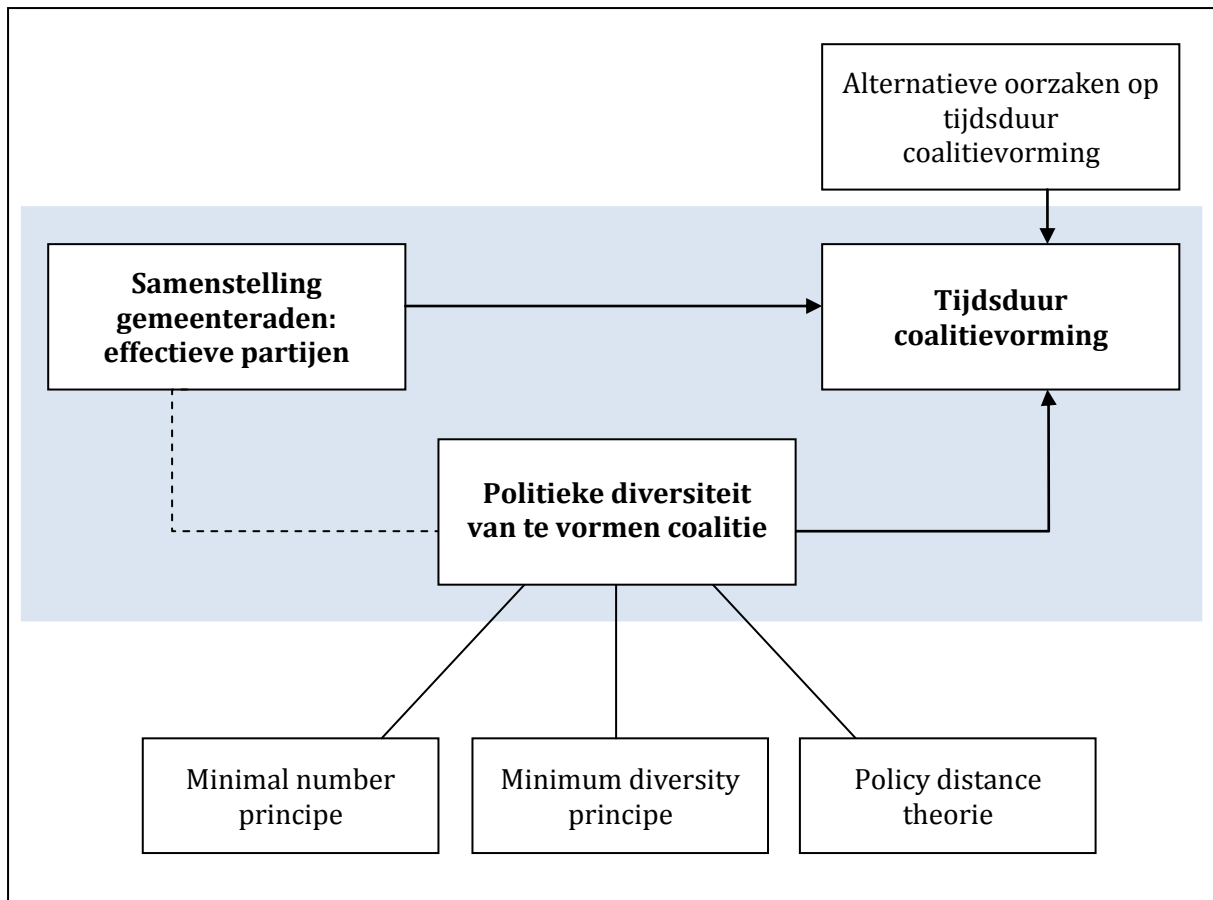 Alternatieve oorzaken op
tijdsduur
coalitievorming
Samenstelling
gemeenteraden:
effectieve partijen
Tijdsduur
coalitievorming
Politieke diversiteit
van te vormen coalitie
Minimal number
principe
Minimum diversity
principe
Policy distance
theorie